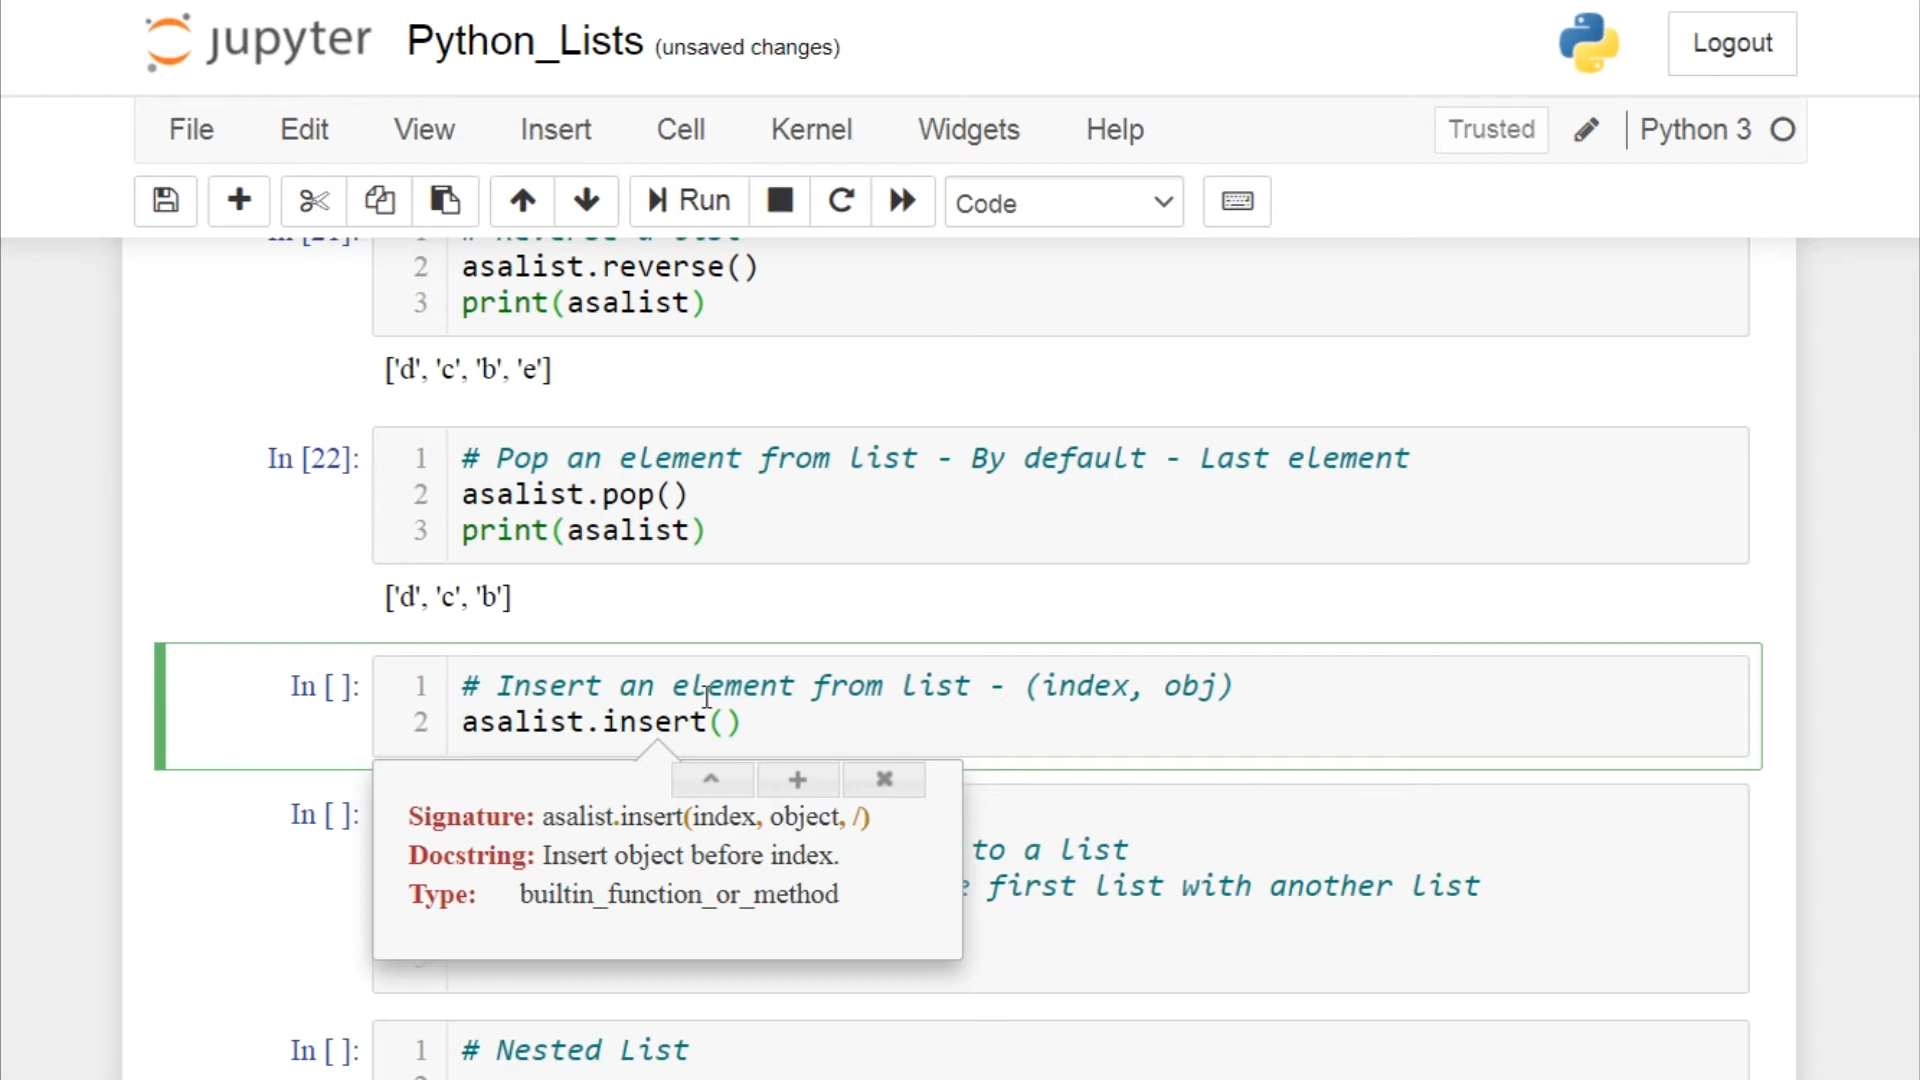 jupyter Python_Lists (unsaved changes) Logout
File Edit View Insert Cell Kernel Widgets Help Trusted Python 3
Run Code
2 asalist.reverse()
3 print(asalist)
['d', 'c', 'b', 'e']
In [22]: 1 # Pop an element from list - By default - Last element
2 asalist.pop()
3 print(asalist)
['d', 'c', 'b']
In [ ]: 1 # Insert an element from list - (index, obj)
2 asalist.insert()
Signature: asalist.insert(index, object, /)
Docstring: Insert object before index.
Type: builtin_function_or_method
In [ ]:
to a list
first list with another list
In [ ]: 1 # Nested List